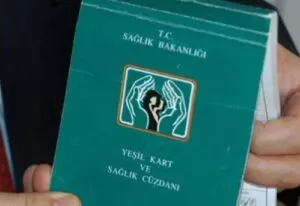 T.C.
SAĞLIK BAKANLIĞI
YEŞİL KART
VE
SAĞLIK CÜZDANI